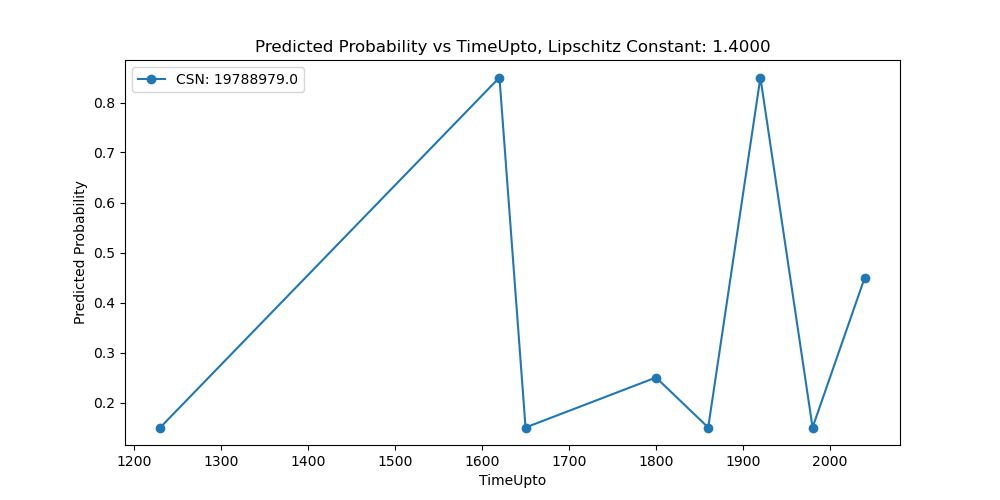 Predicted Probability vs TimeUpto, Lipschitz Constant: 1.4000
CSN: 19788979.0
Predicted Probability
0.8
0.7
0.6
0.5
0.4
0.3
0.2
1200 1300 1400 1500 1600 1700 1800 1900 2000
TimeUpto